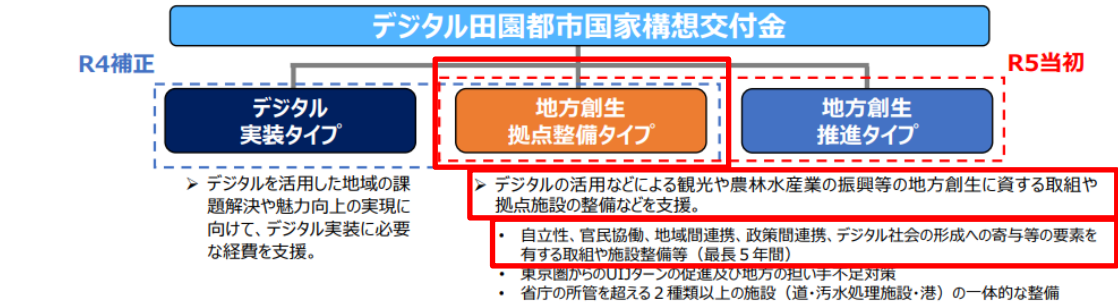 デジタル田園都市国家構想交付金
R4補正
R5当初
デジタル
実装タイプ
地方創生
拠点整備タイプ
地方創生
推進タイプ
➢ デジタルを活用した地域の課
題解決や魅力向上の実現に
向けて、デジタル実装に必要
な経費を支援。
➢ デジタルの活用などによる観光や農林水産業の振興等の地方創生に資する取組や
拠点施設の整備などを支援。
• 自立性、官民協働、地域間連携、政策間連携、デジタル社会の形成への寄与等の要素を
有する取組や施設整備等（最長５年間）
• 東京圏からのUIJターンの促進及び地方の担い手不足対策
• 省庁の所管を超える２種類以上の施設（道・汚水処理施設・港）の一体的な整備